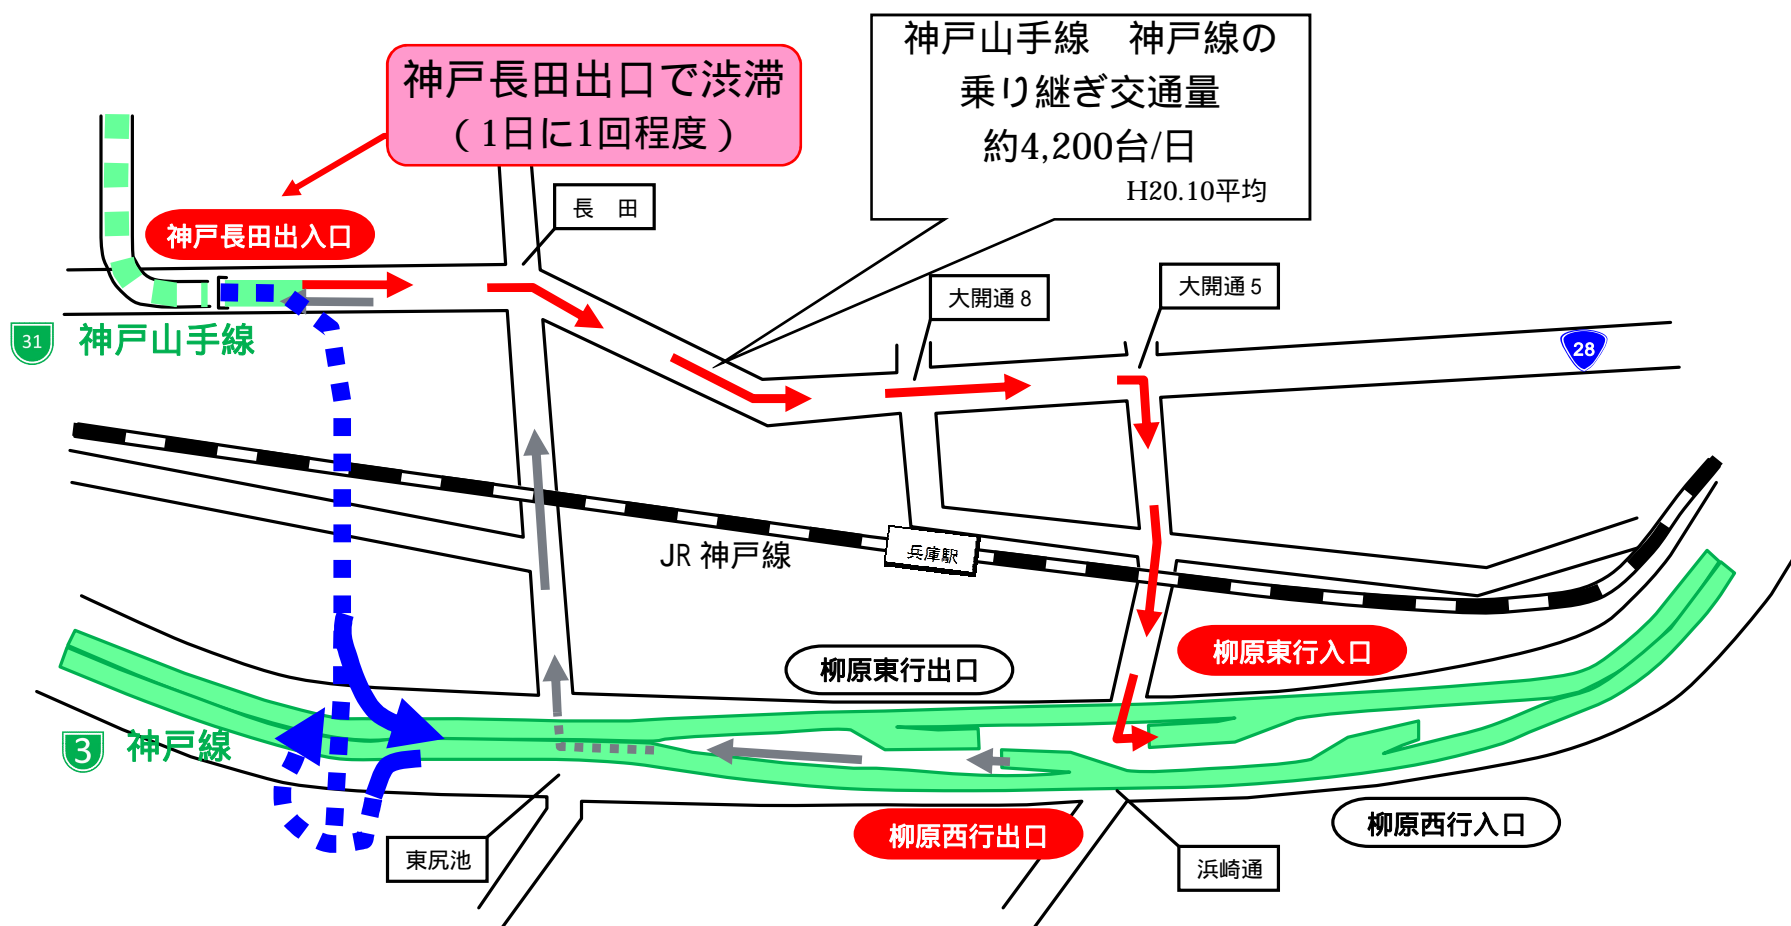 神戸山手線　神戸線の
乗り継ぎ交通量
約4,200台/日
H20.10平均
神戸長田出口で渋滞
（1日に1回程度）
長　田
神戸長田出入口
大開通5
大開通8
31 神戸山手線
28
JR 神戸線
兵庫駅
柳原東行入口
柳原東行出口
3 神戸線
柳原西行入口
柳原西行出口
東尻池
浜崎通